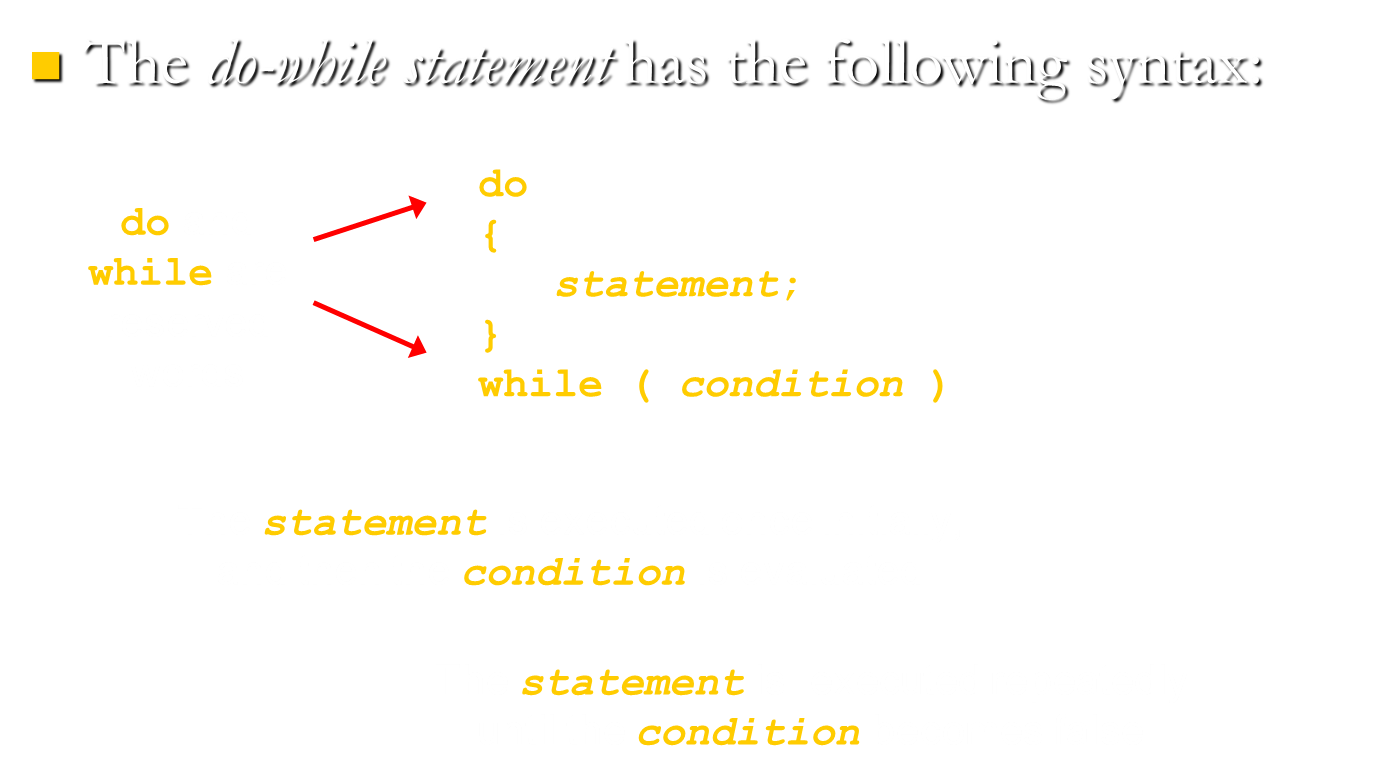 The do-while statement has the following syntax:
do
while
do
{
statement;
}
while ( condition )
statement
condition
statement
condition